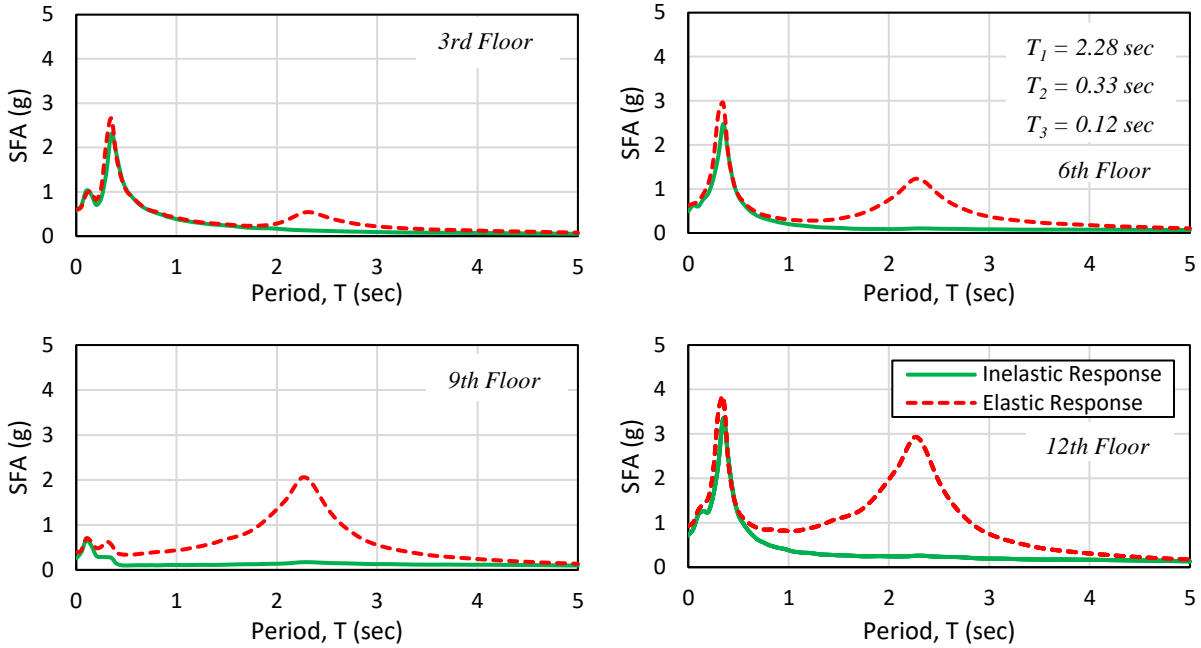 5
4
3
2
1
0
SFA (g)
3rd Floor
0 1 2 3 4 5
Period, T (sec)
5
4
3
2
1
0
SFA (g)
T1 = 2.28 sec
T2 = 0.33 sec
T3 = 0.12 sec
6th Floor
0 1 2 3 4 5
Period, T (sec)
5
4
3
2
1
0
SFA (g)
9th Floor
0 1 2 3 4 5
Period, T (sec)
5
4
3
2
1
0
SFA (g)
Inelastic Response
Elastic Response
12th Floor
0 1 2 3 4 5
Period, T (sec)